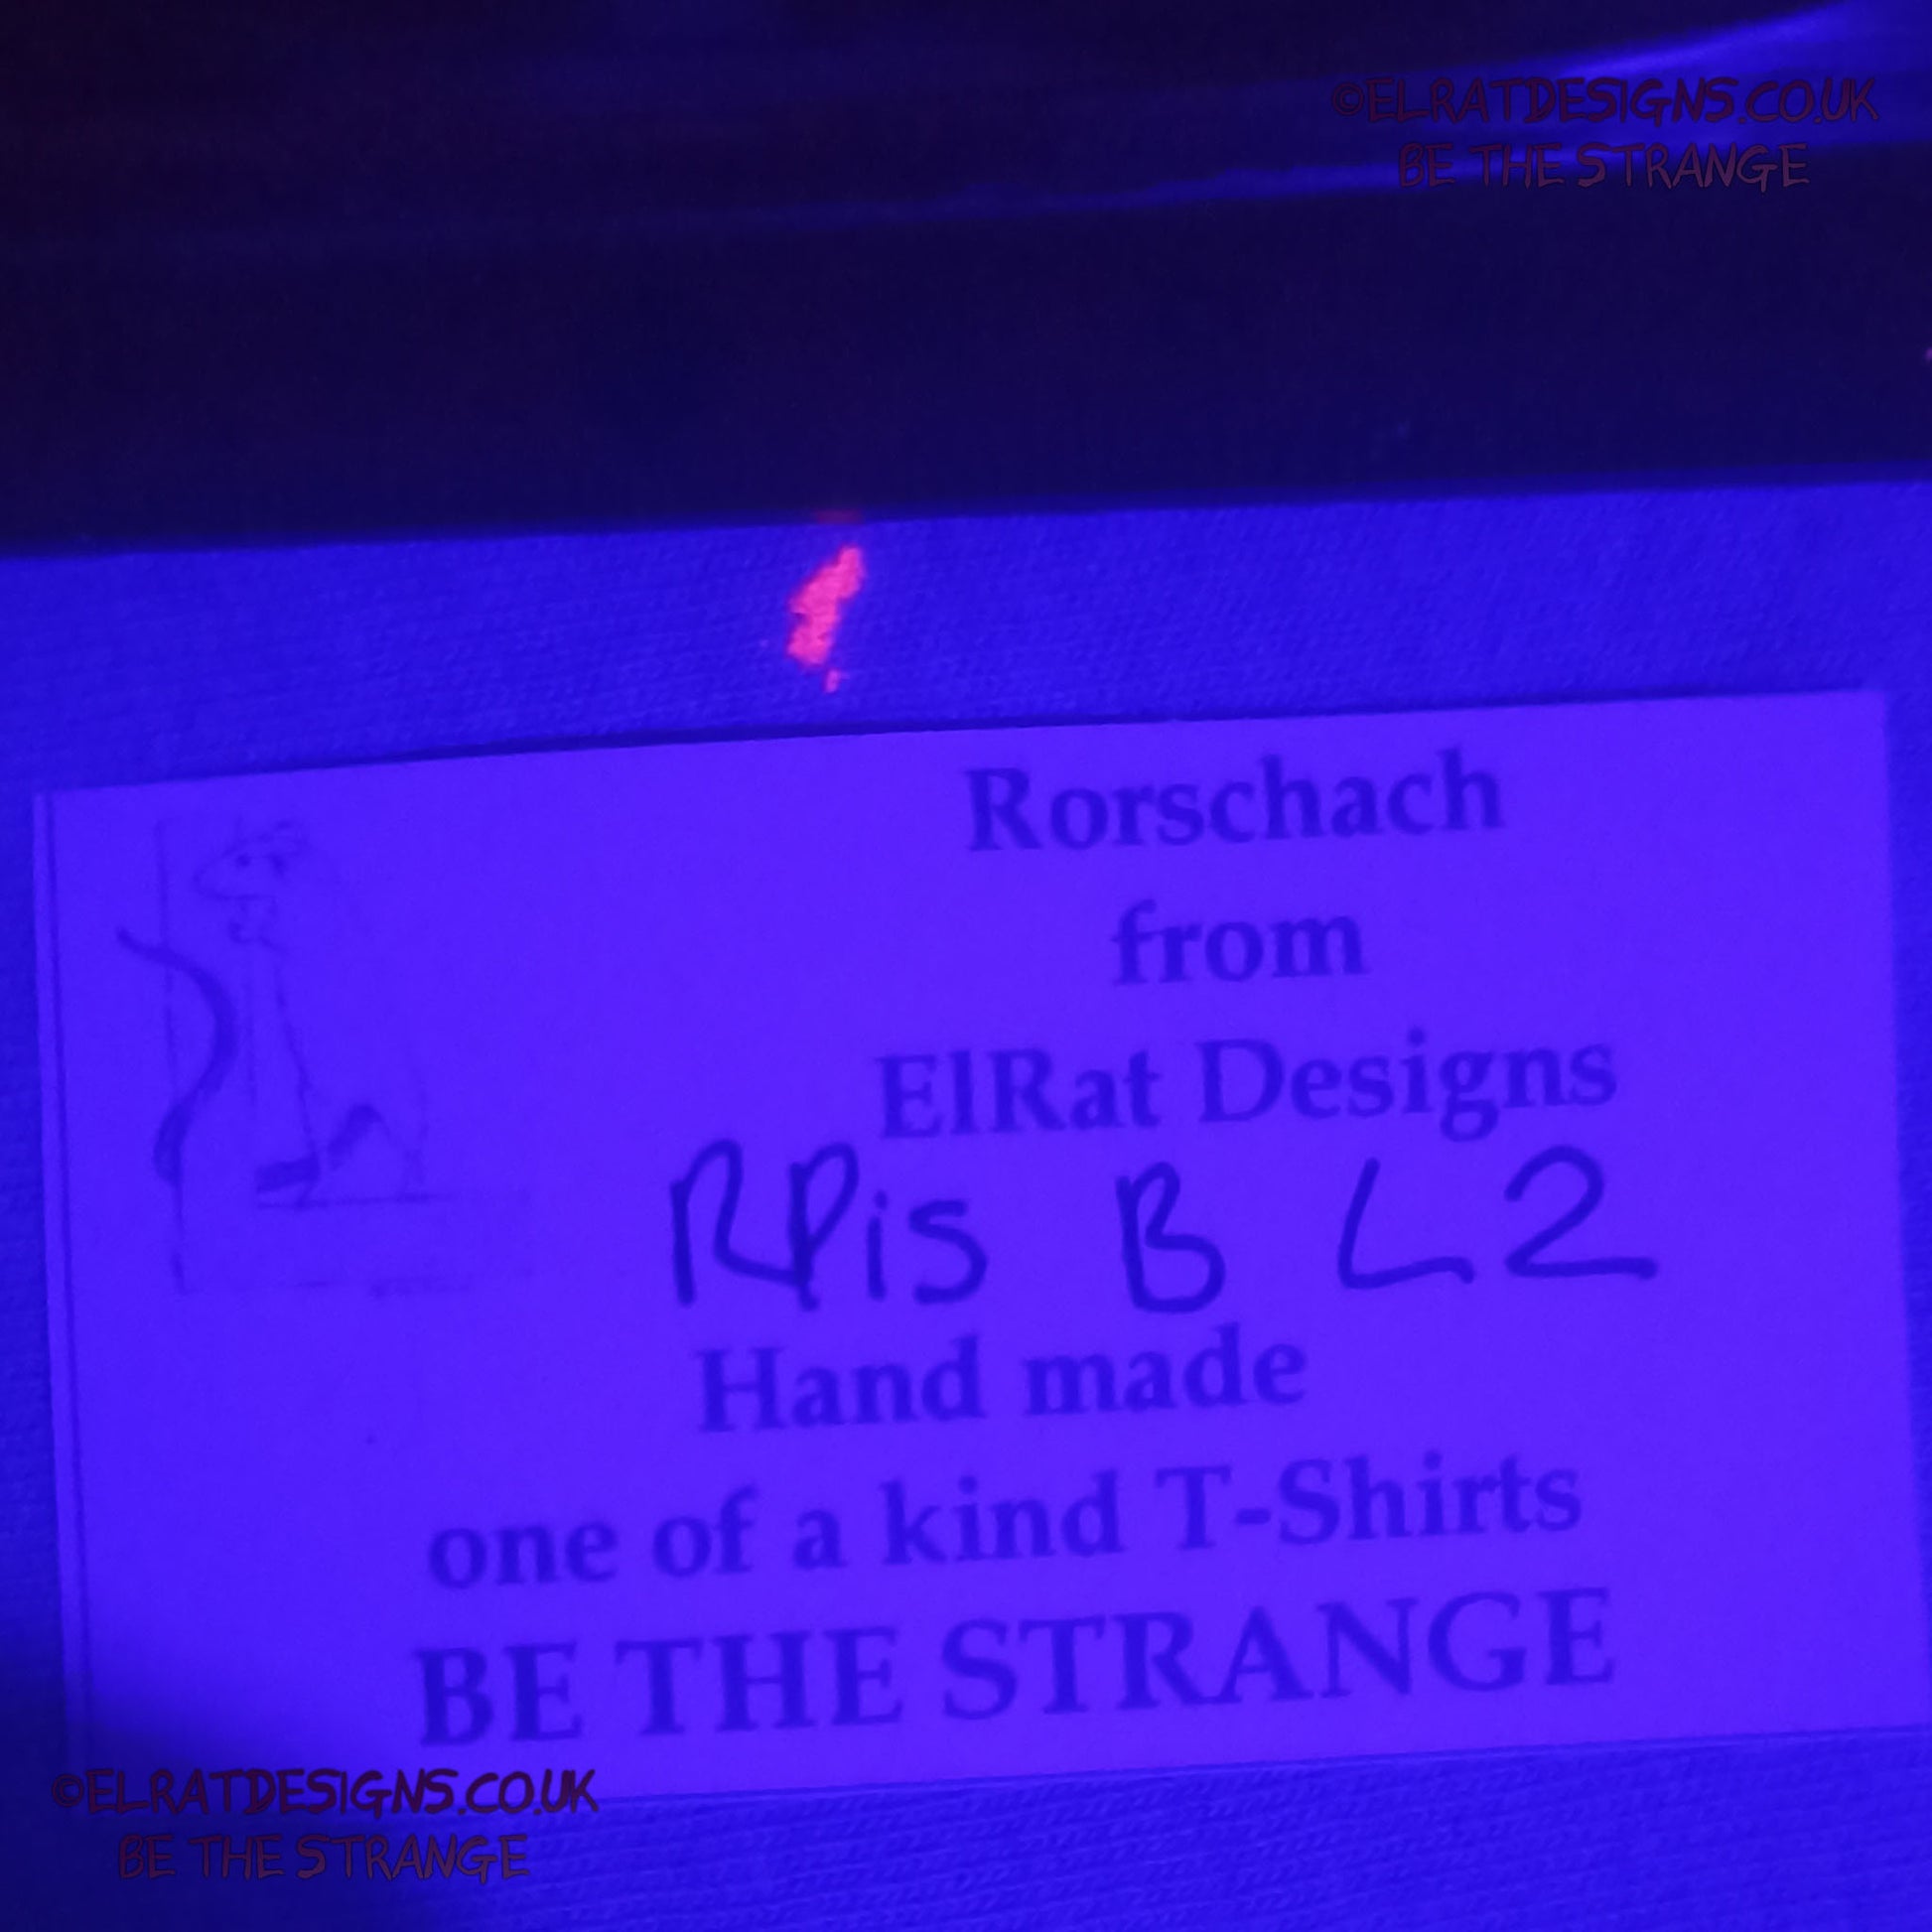 ©ELRATDESIGNS.CO.UK
BE THE STRANGE
Rorschach
from
ElRat Designs
RPis B L2
Hand made
one of a kind T-Shirts
BE THE STRANGE
©ELRATDESIGNS.CO.UK
BE THE STRANGE